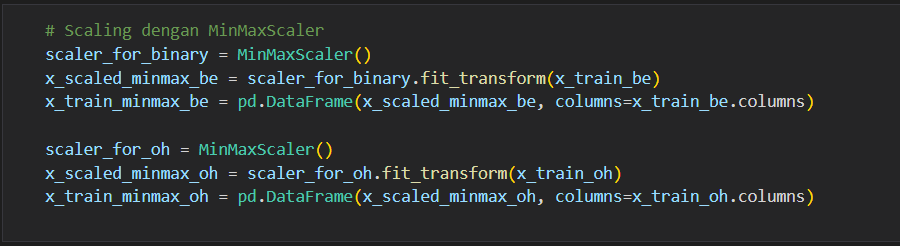 # Scaling dengan MinMaxScaler
scaler_for_binary = MinMaxScaler()
x_scaled_minmax_be = scaler_for_binary.fit_transform(x_train_be)
x_train_minmax_be = pd.DataFrame(x_scaled_minmax_be, columns=x_train_be.columns)
scaler_for_oh = MinMaxScaler()
x_scaled_minmax_oh = scaler_for_oh.fit_transform(x_train_oh)
x_train_minmax_oh = pd.DataFrame(x_scaled_minmax_oh, columns=x_train_oh.columns)